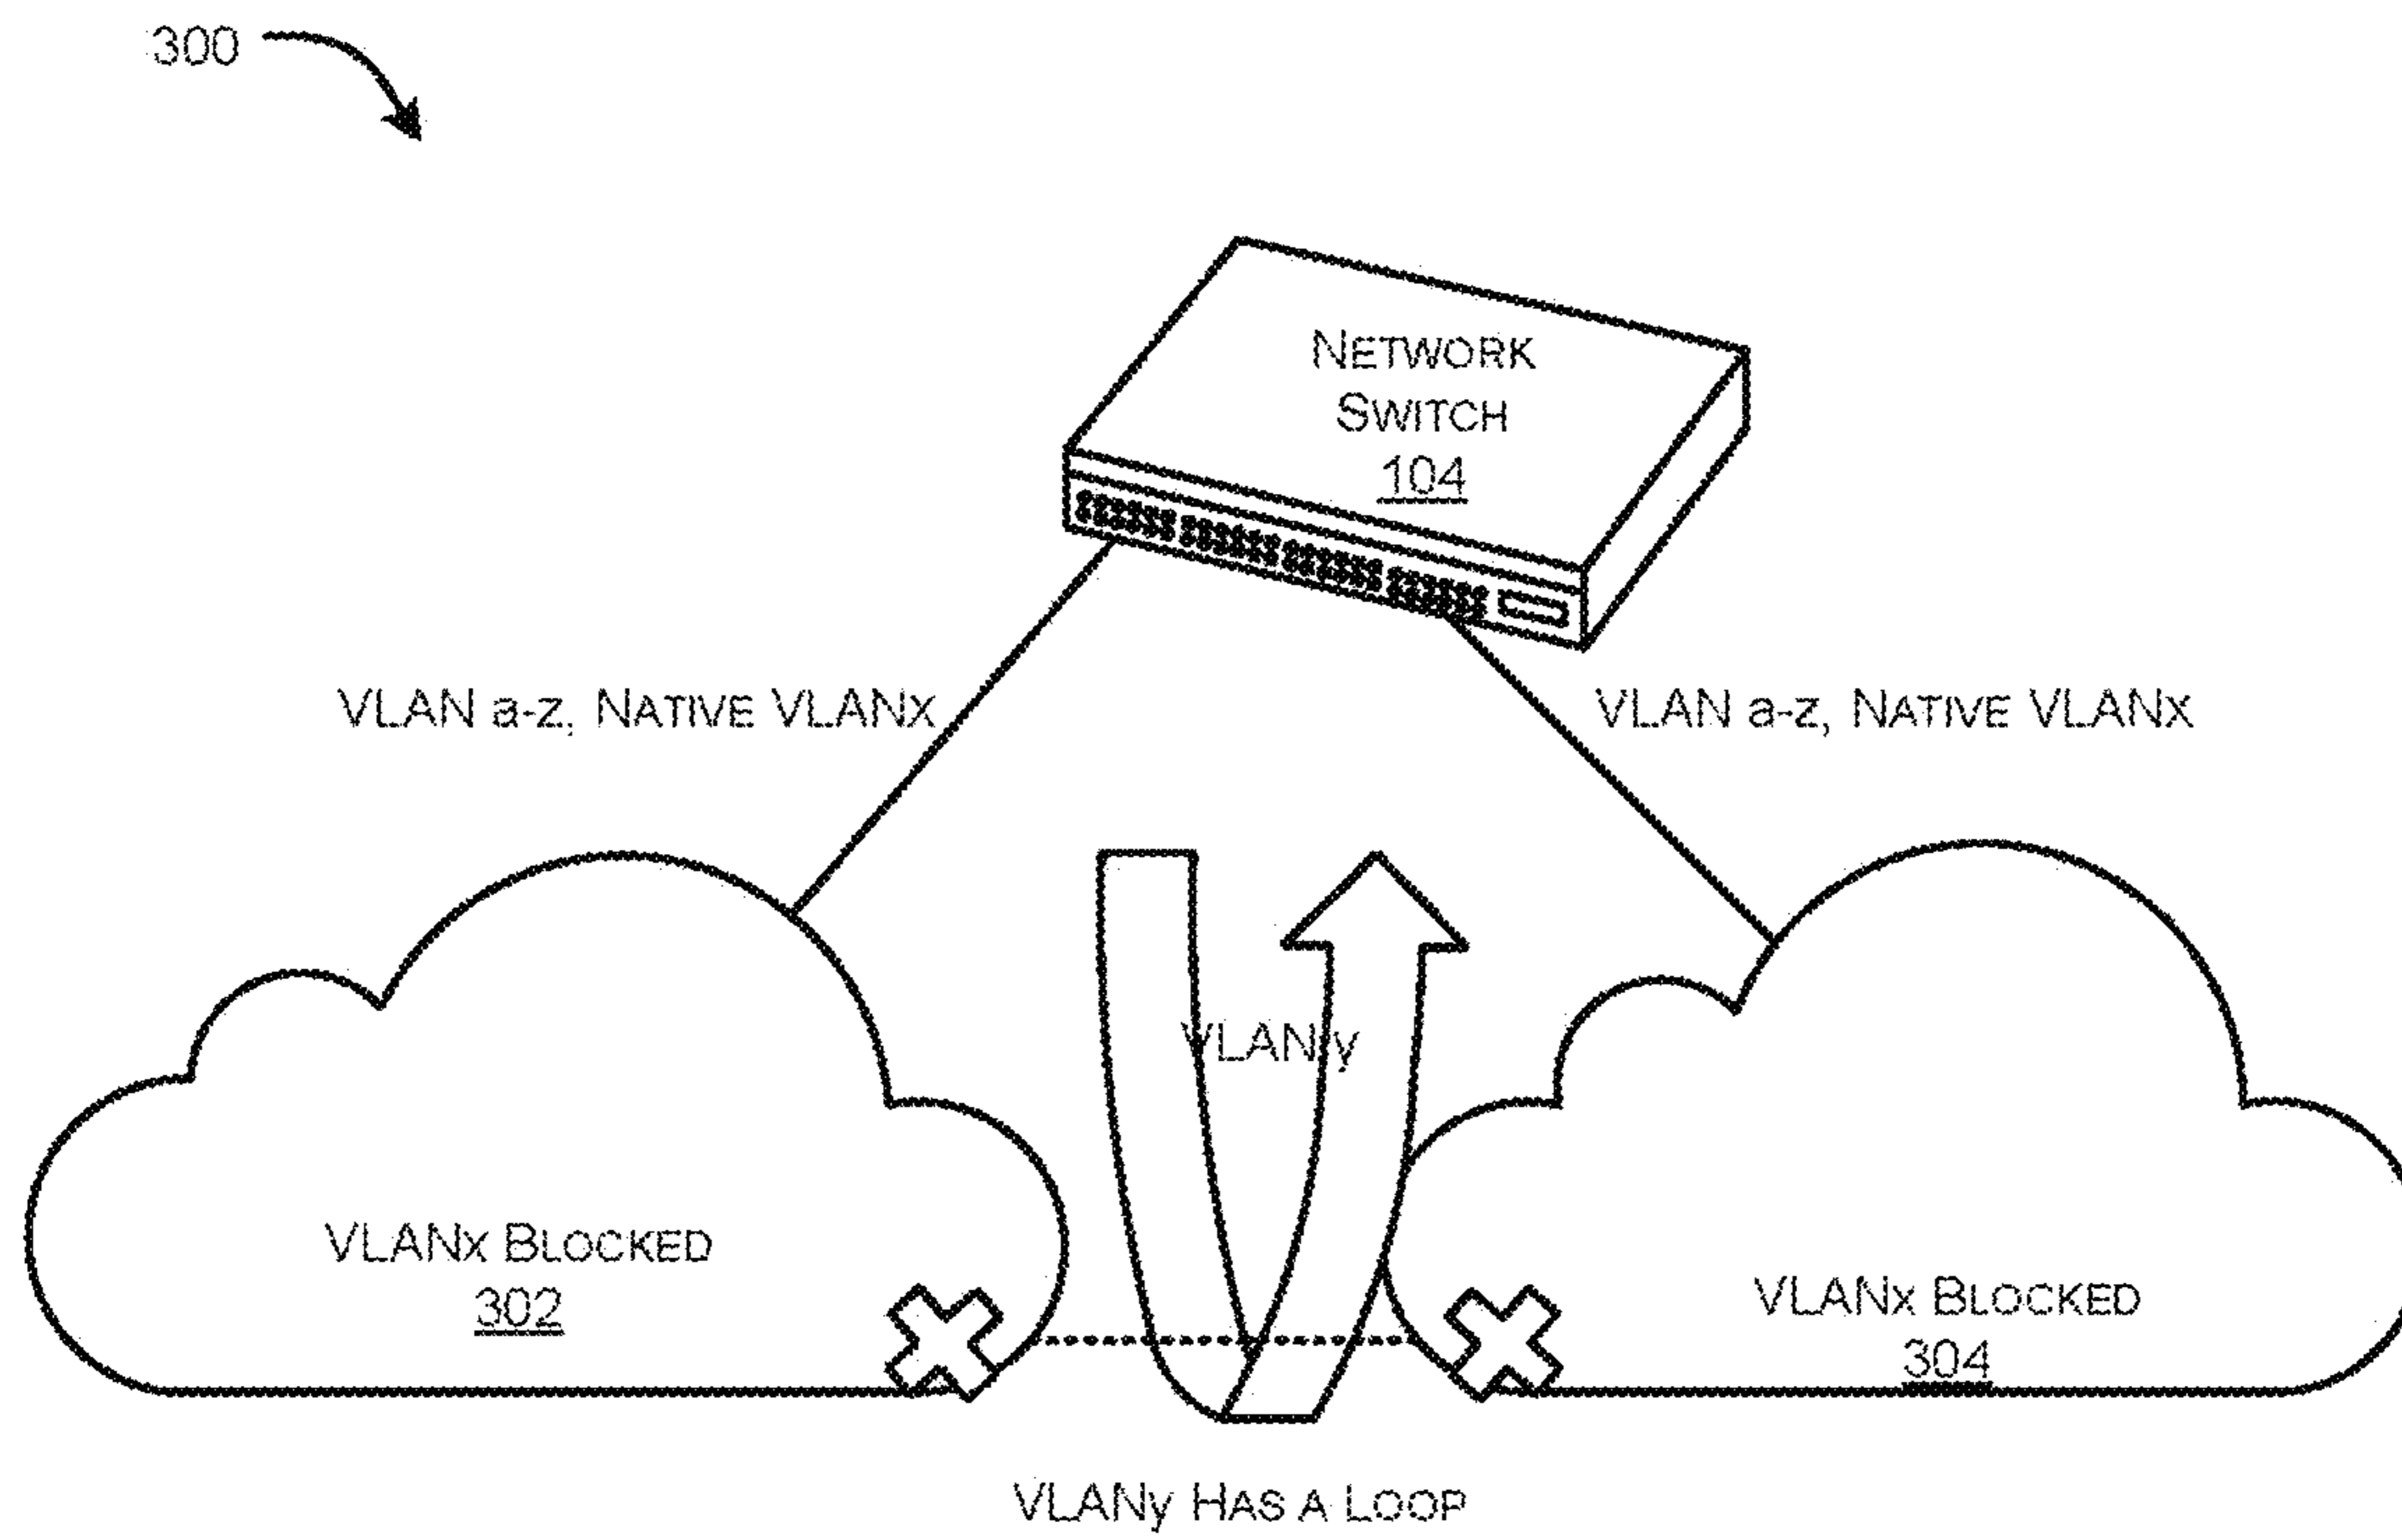 300
NETWORK
SWITCH
104
VLAN a-z, NATIVE VLANX
VLAN a-z, NATIVE VLANX
VLAN y
VLANX BLOCKED
302
VLANX BLOCKED
304
VLANy HAS A LOOP